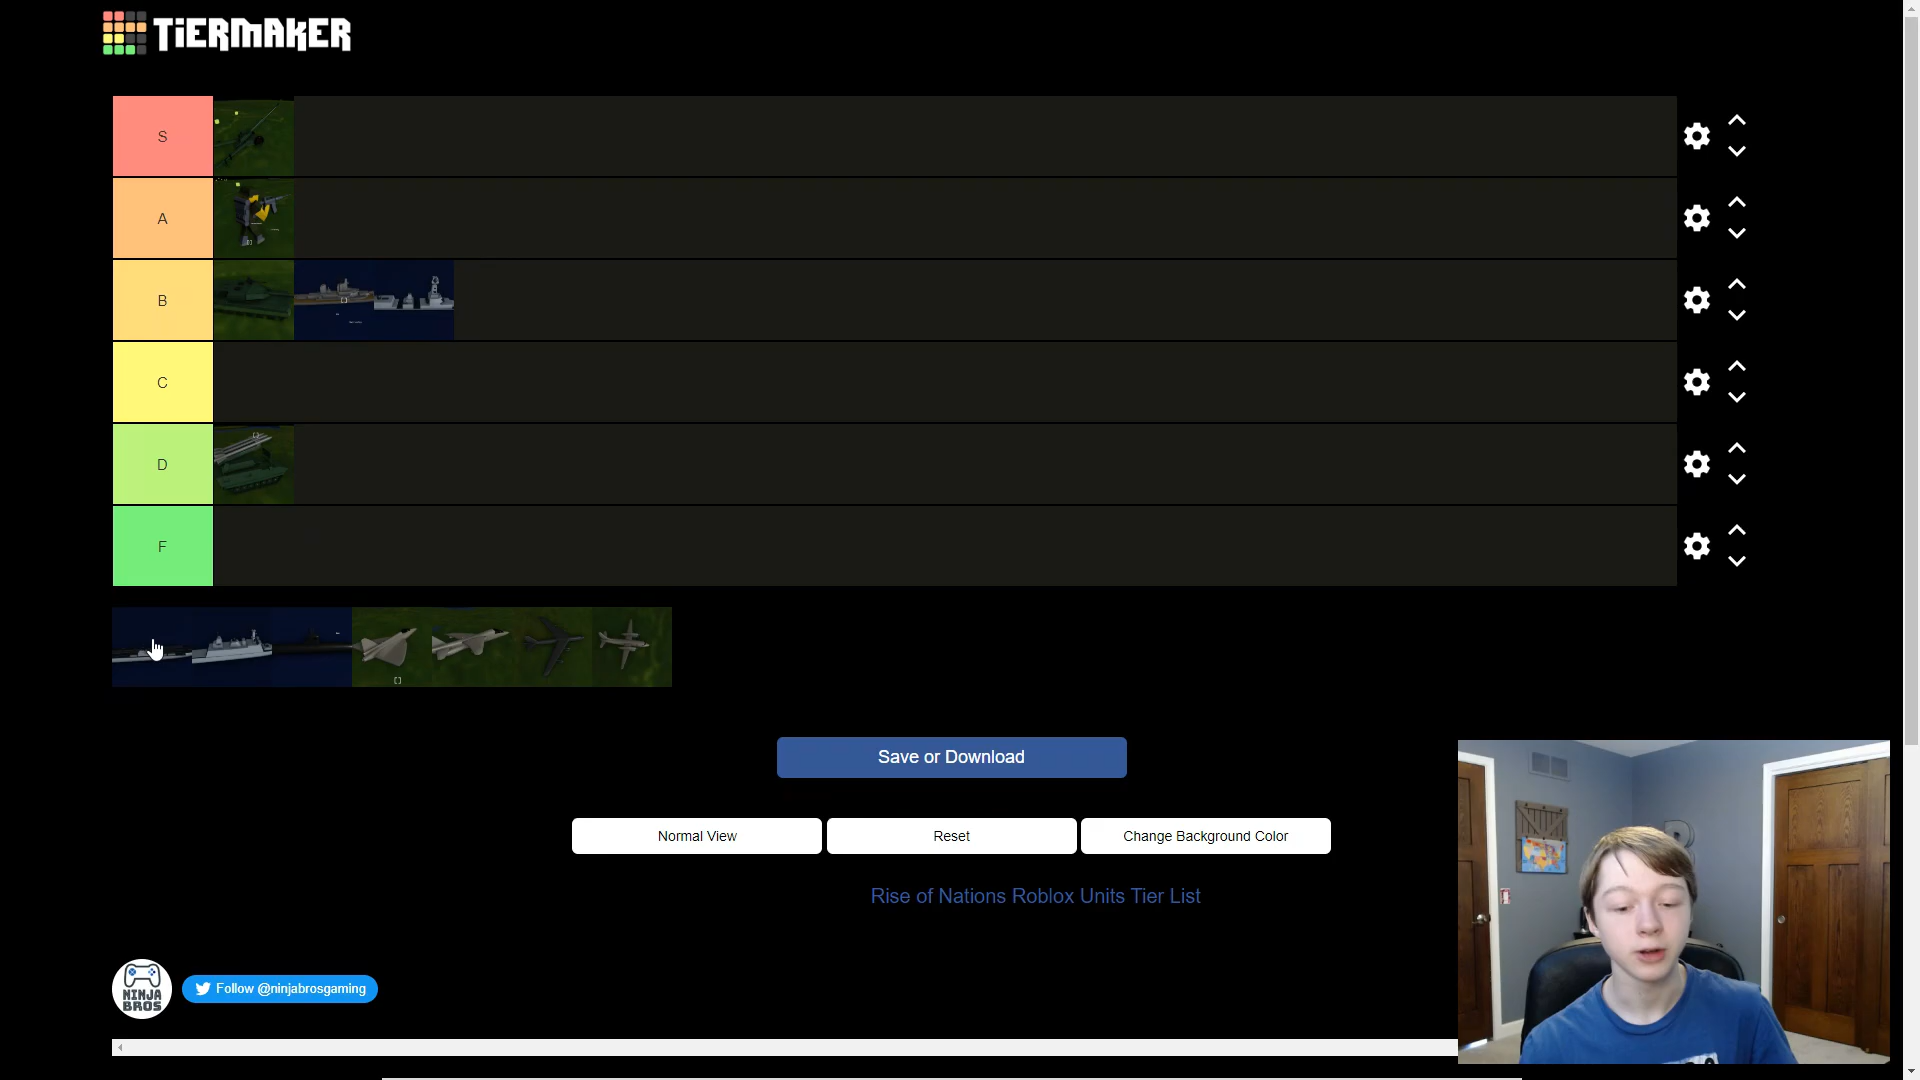 TiERMAKER
S
A
B
C
D
F
Save or Download
Normal View
Reset
Change Background Color
Rise of Nations Roblox Units Tier List
NINJA
BROS
Follow @ninjabrosgaming